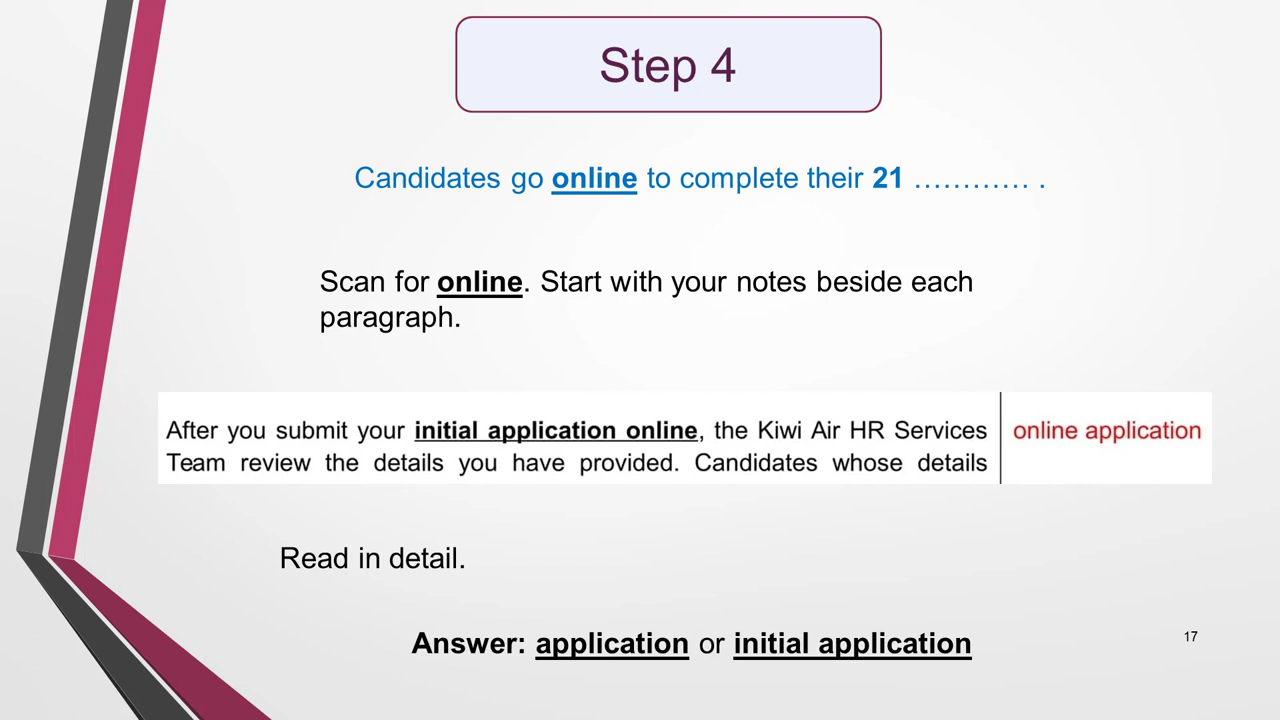 Step 4
Candidates go online to complete their 21 ………… .
Scan for online. Start with your notes beside each
paragraph.
After you submit your initial application online, the Kiwi Air HR Services
Team review the details you have provided. Candidates whose details
online application
Read in detail.
Answer: application or initial application
17